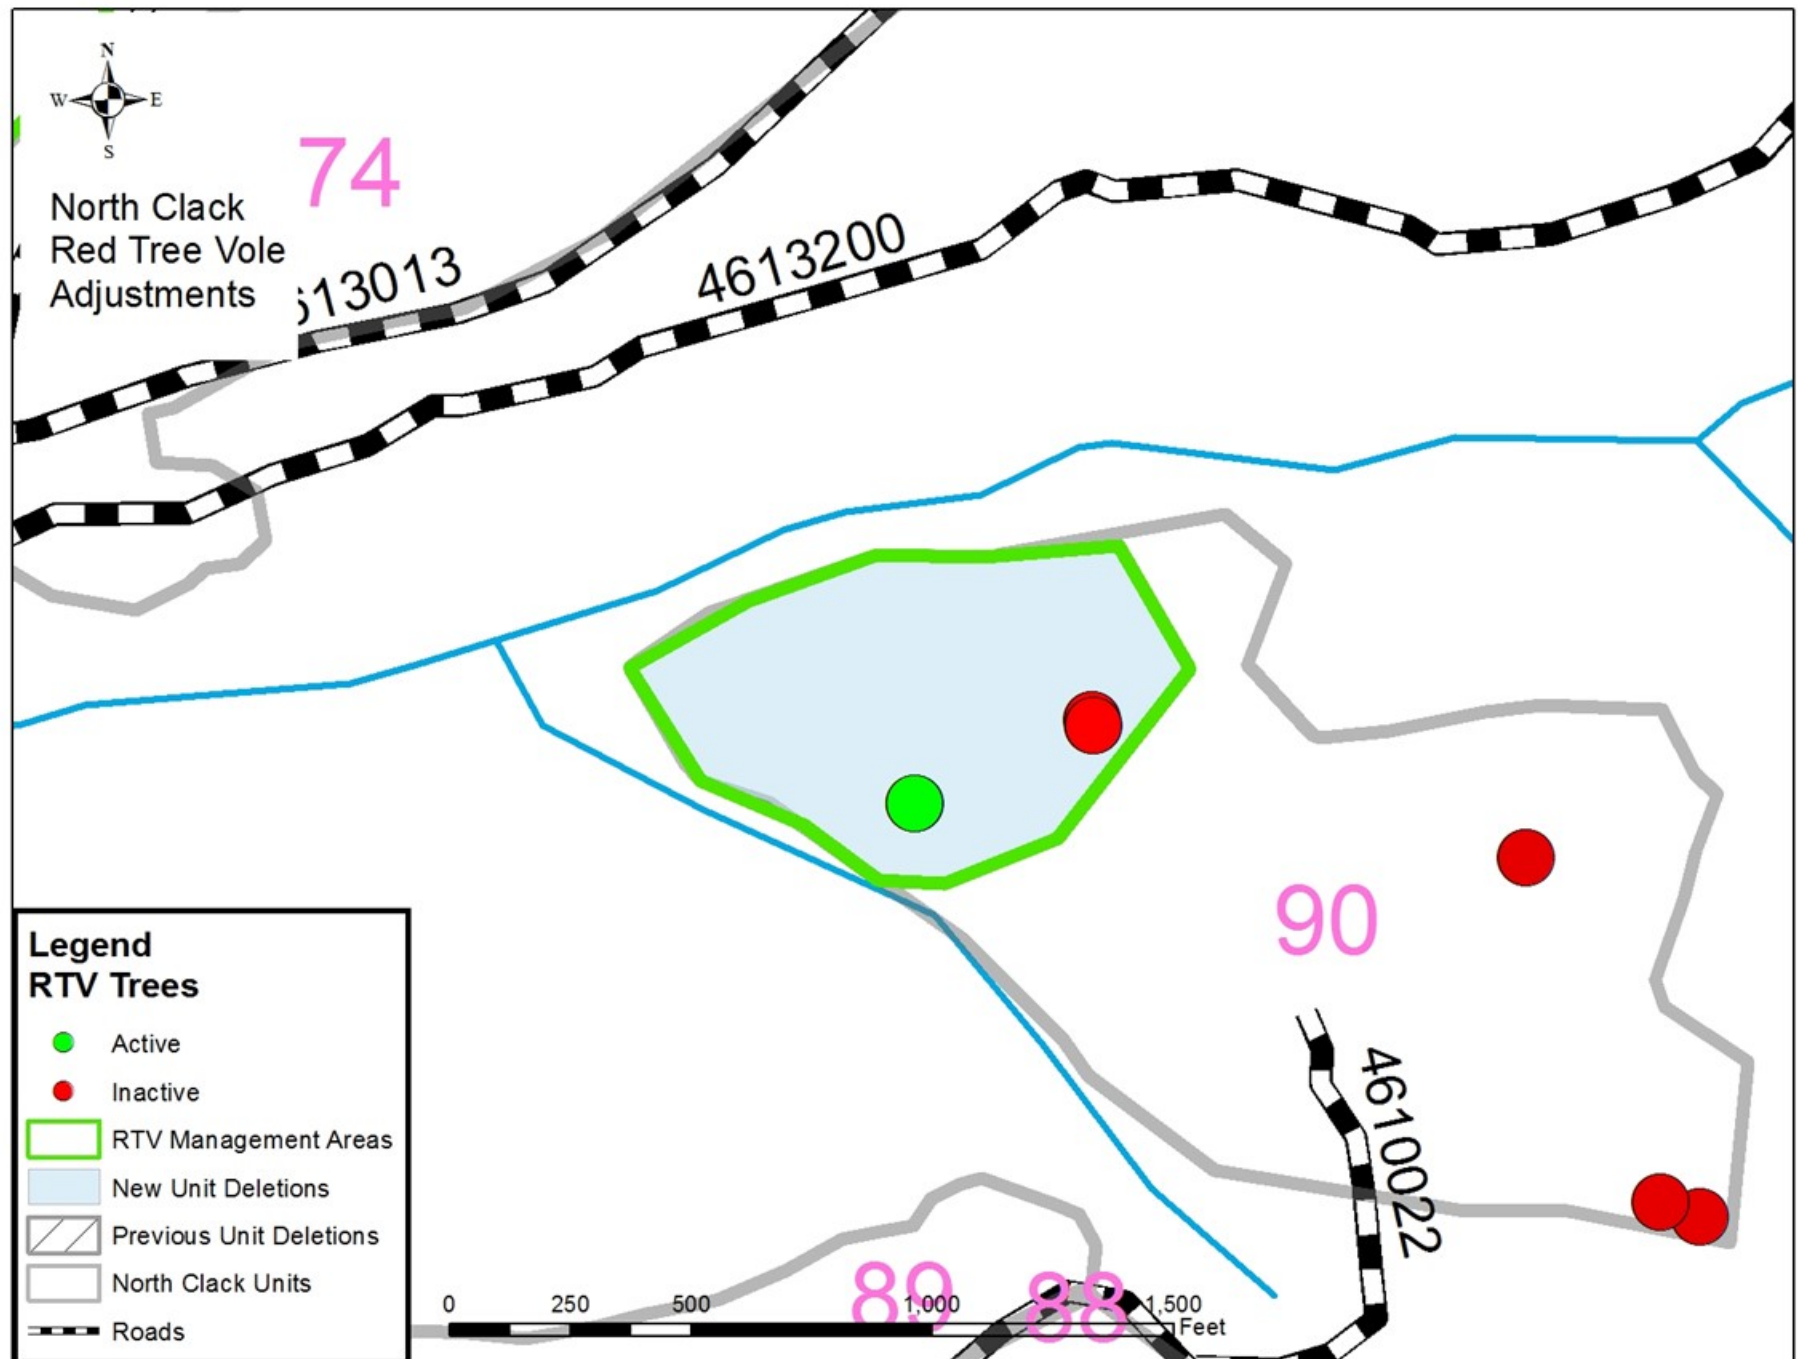 N
W E
S
74
North Clack
Red Tree Vole
Adjustments
613013
4613200
90
4610022
89
88
Legend
RTV Trees
Active
Inactive
RTV Management Areas
New Unit Deletions
Previous Unit Deletions
North Clack Units
Roads
0 250 500 1,000 1,500
Feet